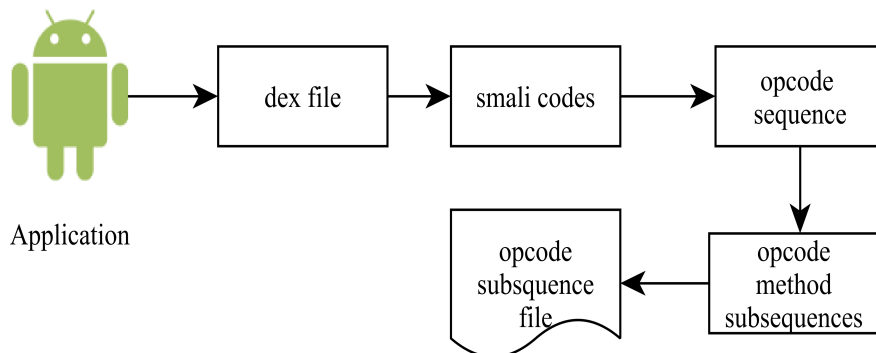 dex file
smali codes
opcode
sequence
Application
opcode
method
subsequences
opcode
subsquence
file